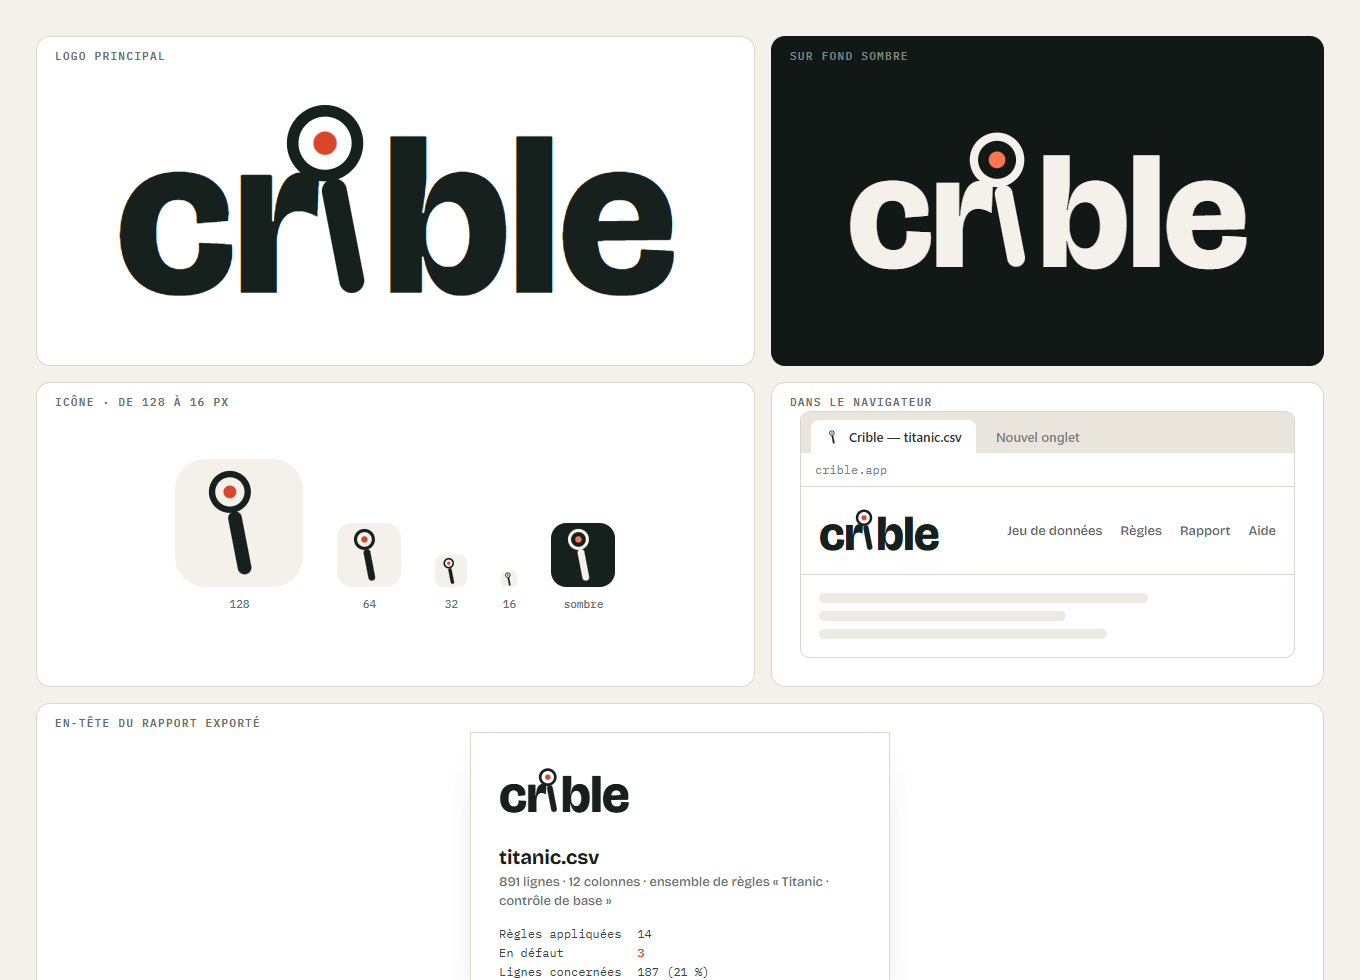 LOGO PRINCIPAL
crible
SUR FOND SOMBRE
crible
ICÔNE · DE 128 À 16 PX
128
64
32
16
sombre
DANS LE NAVIGATEUR
Crible — titanic.csv
Nouvel onglet
crible.app
crible
Jeu de données
Règles
Rapport
Aide
EN-TÊTE DU RAPPORT EXPORTÉ
crible
titanic.csv
891 lignes · 12 colonnes · ensemble de règles « Titanic ·
contrôle de base »
Règles appliquées 14
En défaut 3
Lignes concernées 187 (21 %)